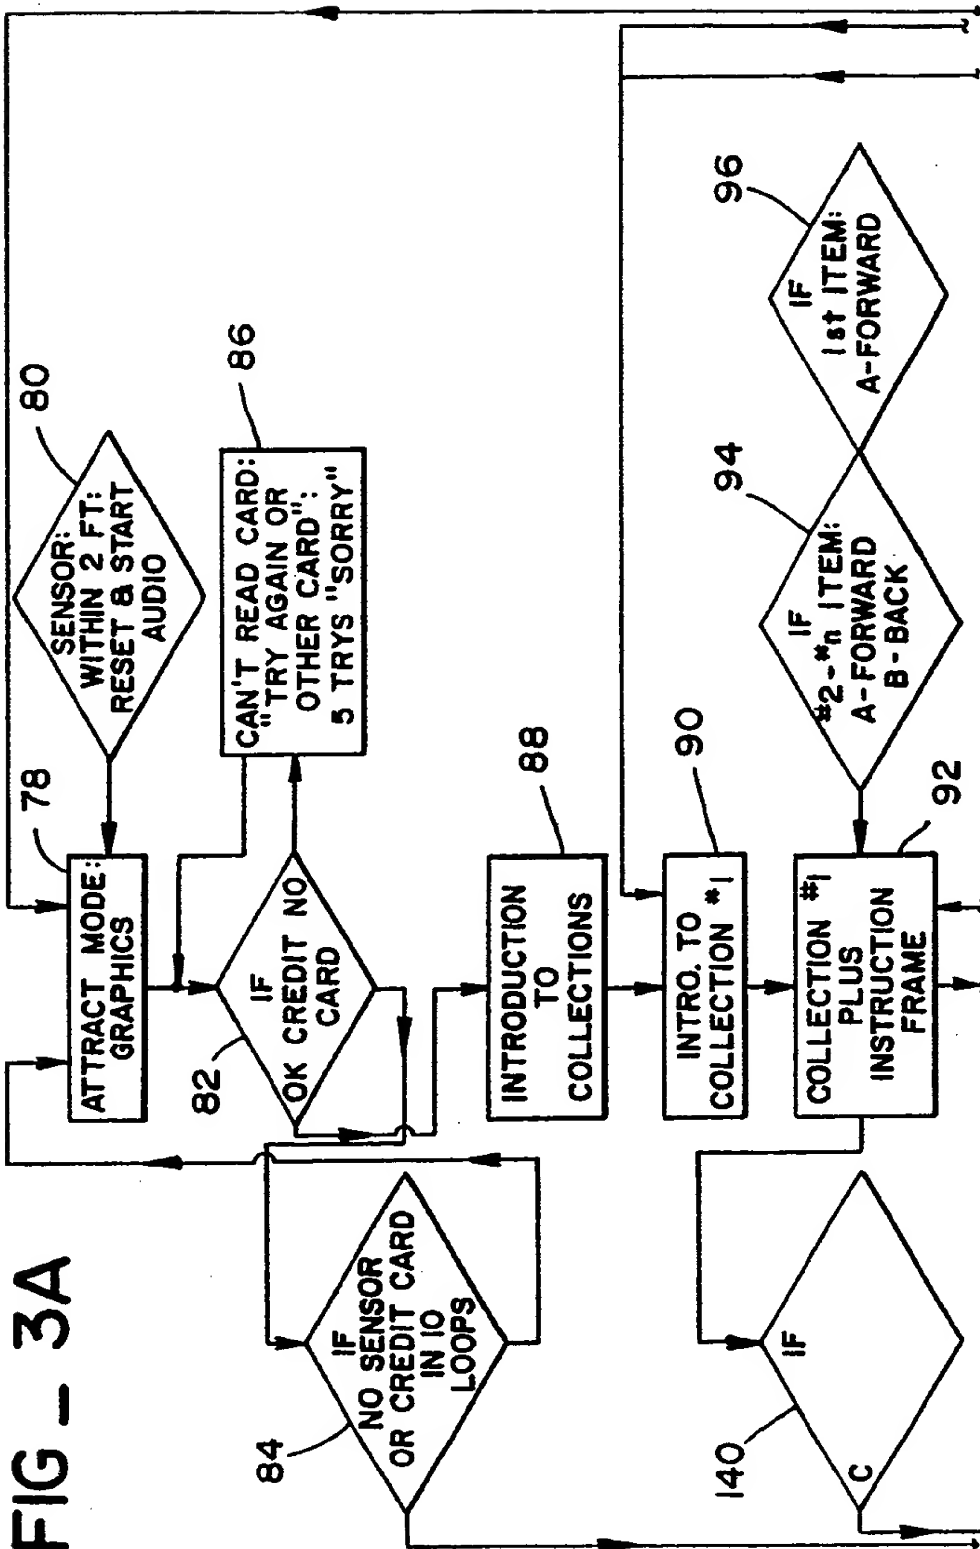 FIG - 3A
78
ATTRACT MODE:
GRAPHICS
80
SENSOR:
WITHIN 2 FT:
RESET & START
AUDIO
82
IF
OK CREDIT NO
CARD
86
CAN'T READ CARD:
"TRY AGAIN OR
OTHER CARD":
5 TRYS "SORRY"
84
IF
NO SENSOR
OR CREDIT CARD
IN 10
LOOPS
88
INTRODUCTION
TO
COLLECTIONS
90
INTRO. TO
COLLECTION #1
92
COLLECTION #1
PLUS
INSTRUCTION
FRAME
94
IF
#2-#n ITEM:
A-FORWARD
B-BACK
96
IF
1st ITEM:
A-FORWARD
140
IF
C